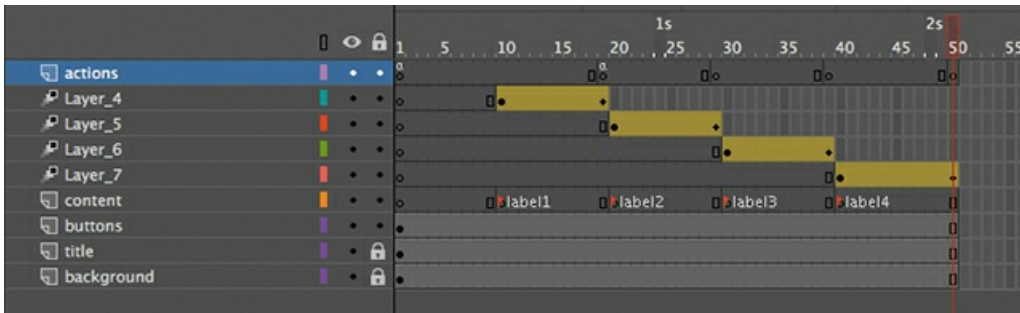 1s 2s
1 5 10 15 20 25 30 35 40 45 50 55
actions a a
Layer_4
Layer_5
Layer_6
Layer_7
content label1 label2 label3 label4
buttons
title
background